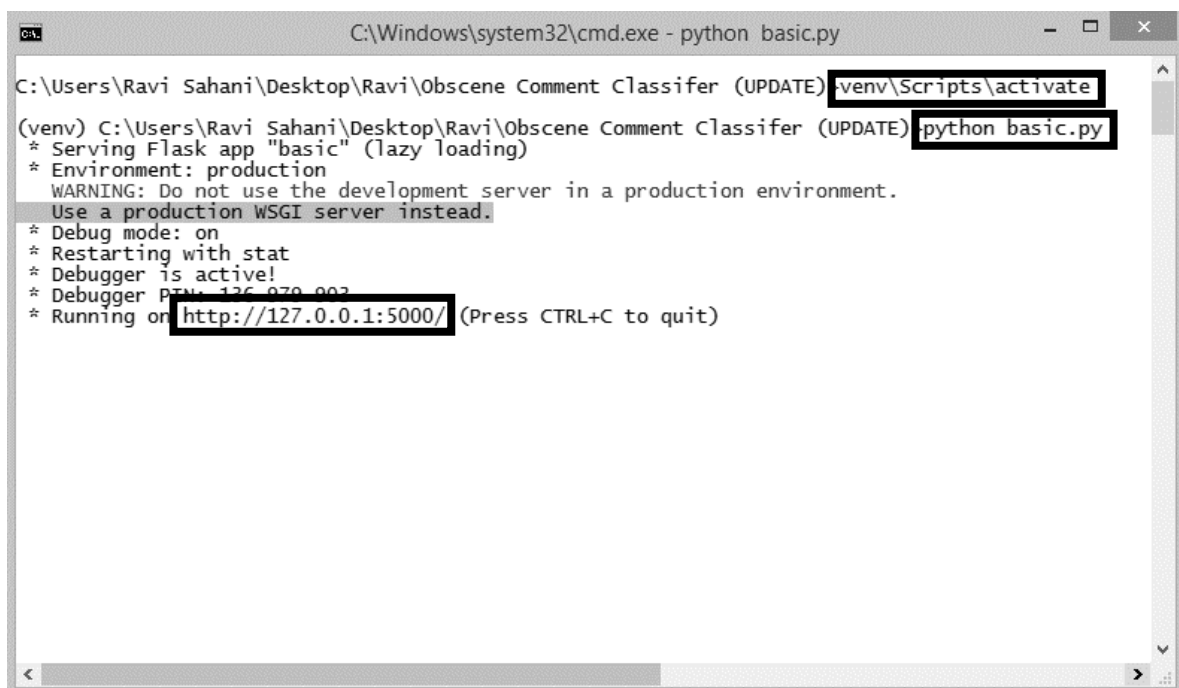 C:\Windows\system32\cmd.exe - python basic.py
C:\Users\Ravi Sahani\Desktop\Ravi\Obscene Comment Classifer (UPDATE)>venv\Scripts\activate
(venv) C:\Users\Ravi Sahani\Desktop\Ravi\Obscene Comment Classifer (UPDATE)>python basic.py
* Serving Flask app "basic" (lazy loading)
* Environment: production
WARNING: Do not use the development server in a production environment.
Use a production WSGI server instead.
* Debug mode: on
* Restarting with stat
* Debugger is active!
* Debugger PIN: 136-979-903
* Running on http://127.0.0.1:5000/ (Press CTRL+C to quit)